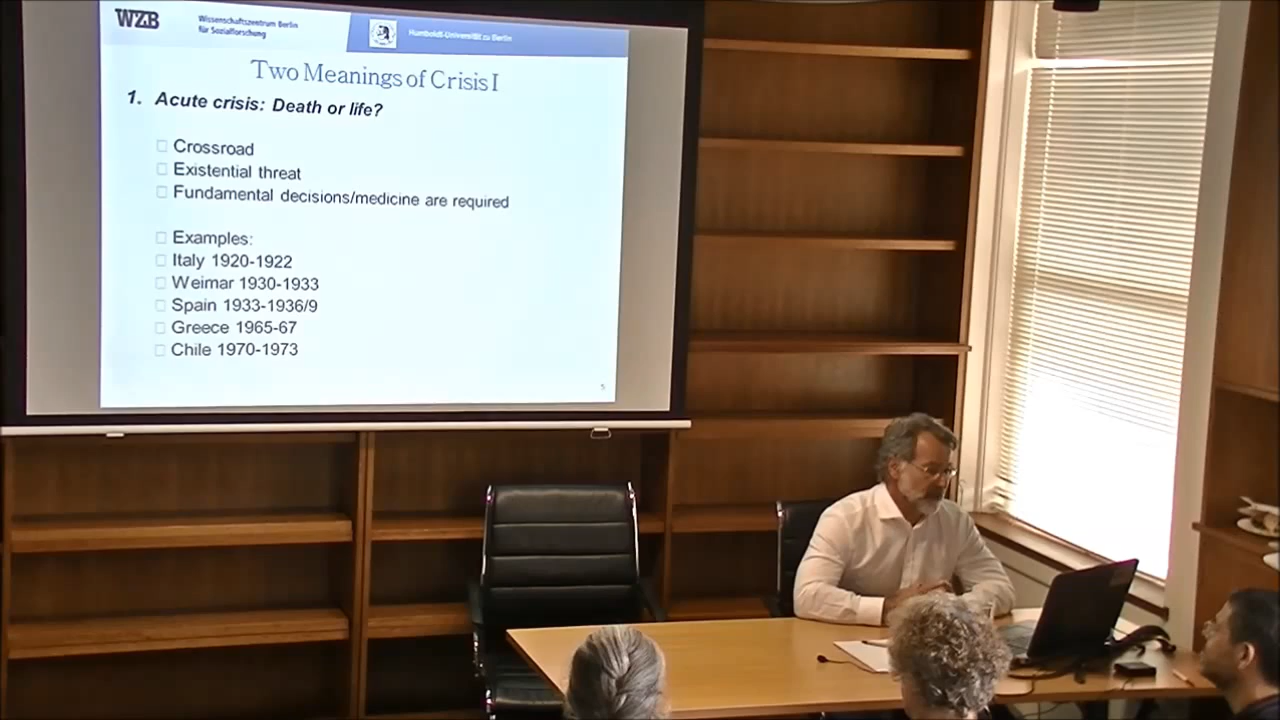 WZB
Wissenschaftszentrum Berlin
für Sozialforschung
Humboldt-Universität zu Berlin
Two Meanings of Crisis I
1. Acute crisis: Death or life?
Crossroad
Existential threat
Fundamental decisions/medicine are required
Examples:
Italy 1920-1922
Weimar 1930-1933
Spain 1933-1936/9
Greece 1965-67
Chile 1970-1973
5